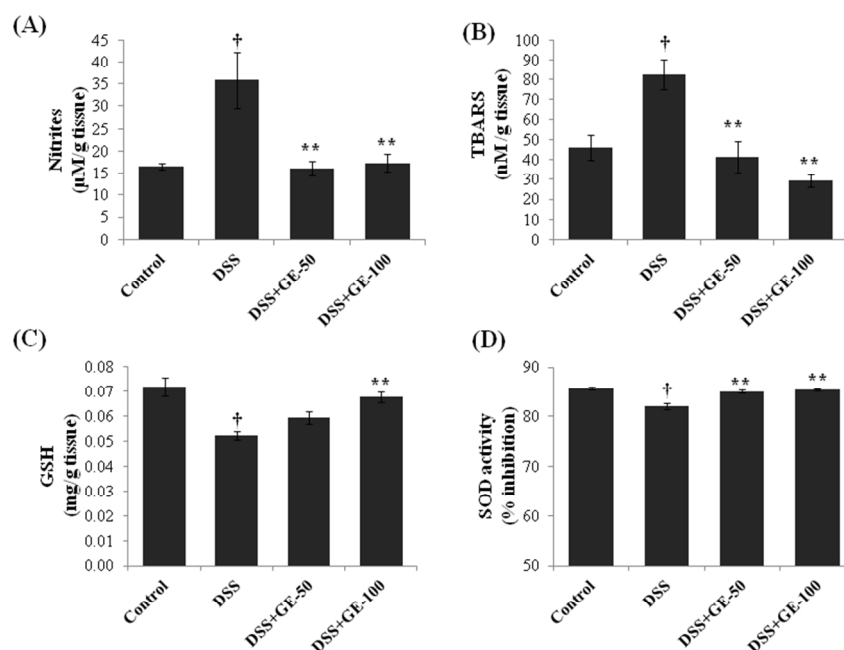 (A)
45
40
35
30
25
20
15
10
5
0
Nitrites
(µM/g tissue)
†
**
**
Control
DSS
DSS+GE-50
DSS+GE-100
(B)
100
90
80
70
60
50
40
30
20
10
0
TBARS
(nM /g tissue)
†
**
**
Control
DSS
DSS+GE-50
DSS+GE-100
(C)
0.08
0.07
0.06
0.05
0.04
0.03
0.02
0.01
0.00
GSH
(mg/g tissue)
†
**
Control
DSS
DSS+GE-50
DSS+GE-100
(D)
90
80
70
60
50
SOD activity
(% inhibition)
†
**
**
Control
DSS
DSS+GE-50
DSS+GE-100